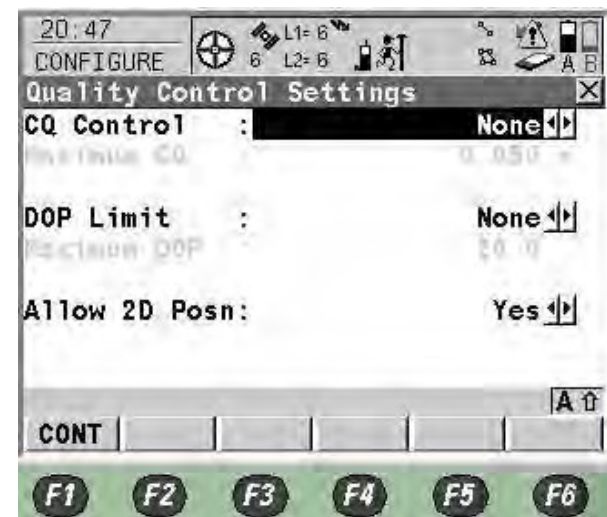 20:47
CONFIGURE
6 L1= 6
L2= 6
A B
Quality Control Settings
CQ Control : None
Maximum CQ 0.050 m
DOP Limit : None
Maximum DOP 20.0
Allow 2D Posn: Yes
A
CONT
F1 F2 F3 F4 F5 F6